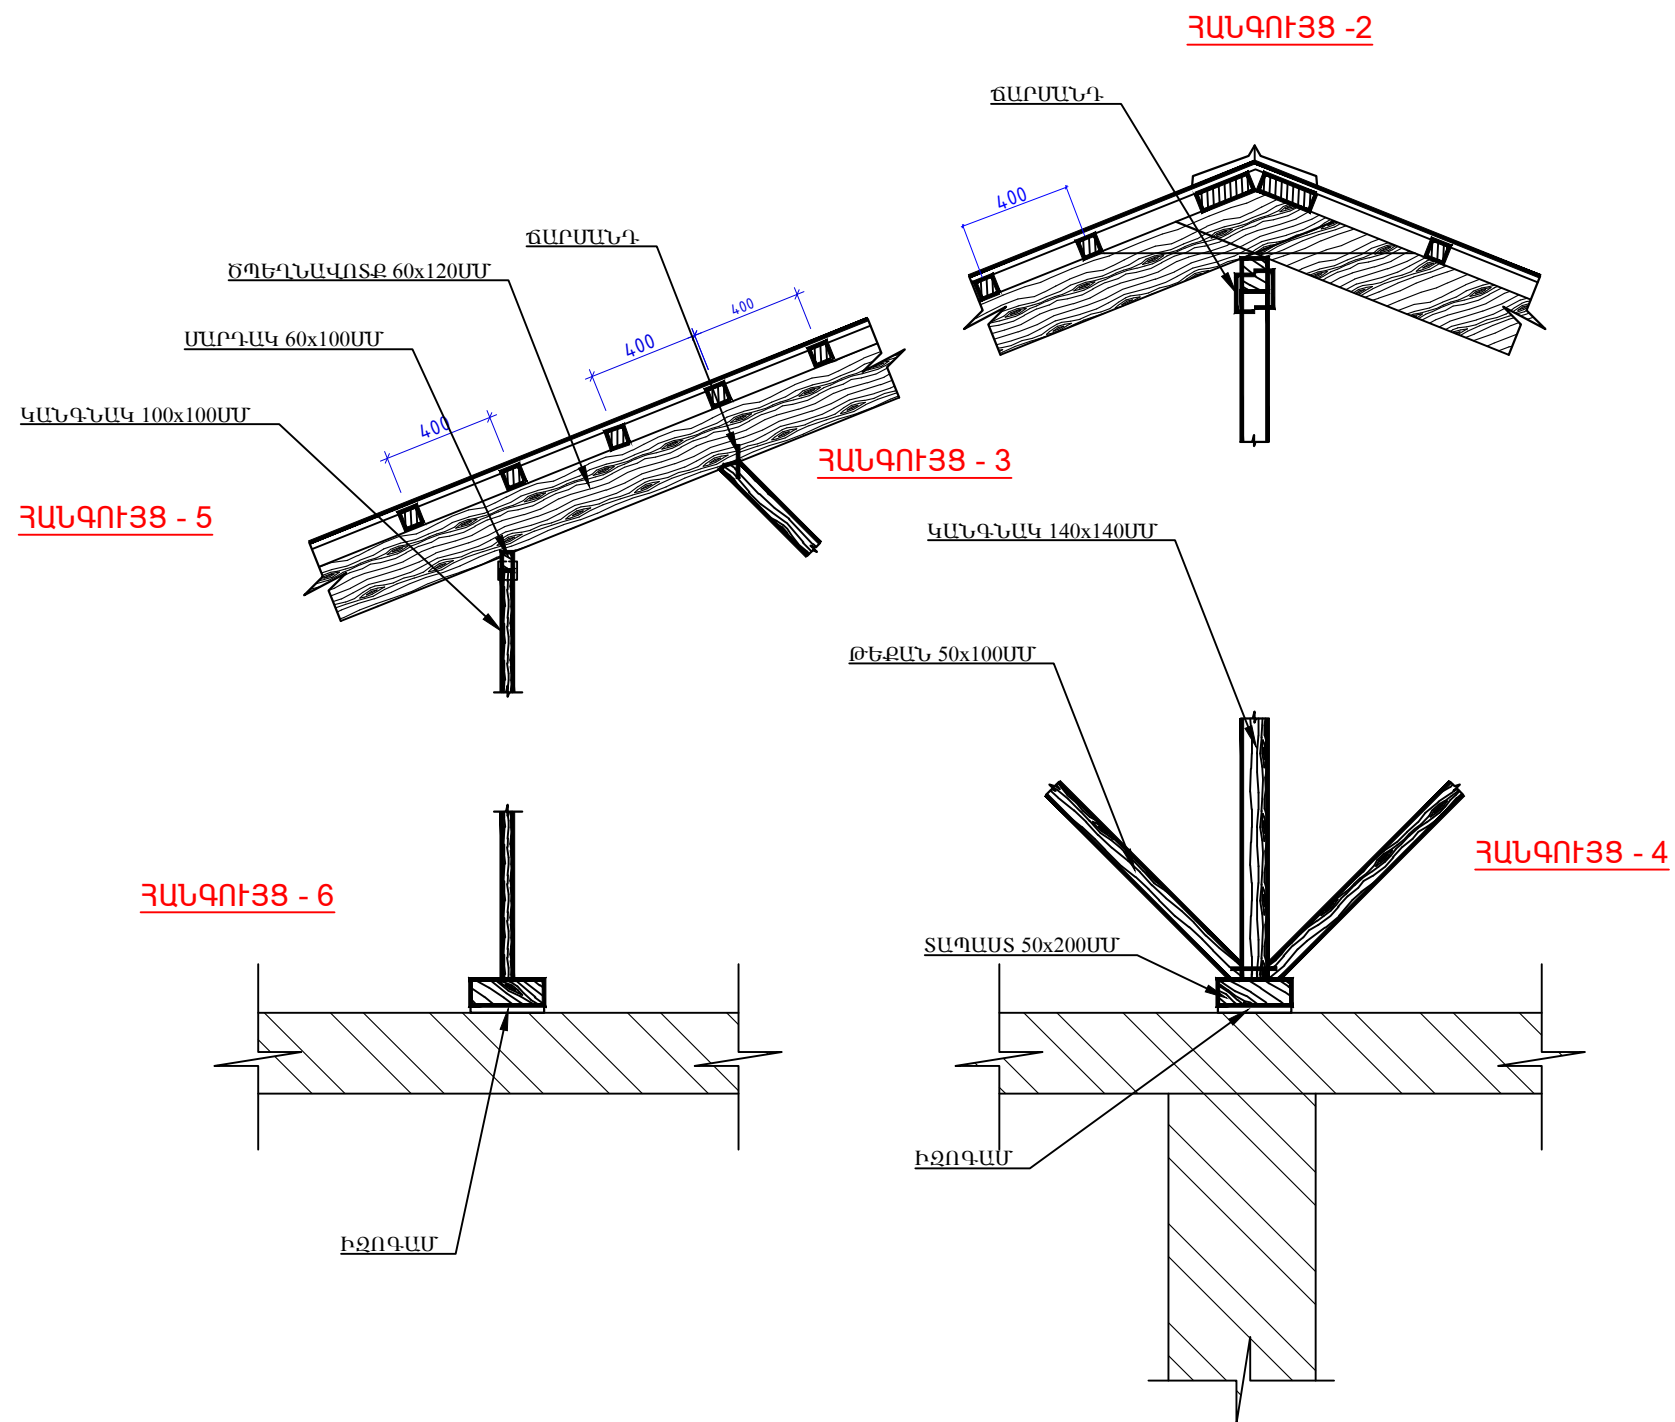 ՀԱՆԳՈՒՅՑ -2
ՃԱՐՄԱՆԴ
400
ՃԱՐՄԱՆԴ
ԾՊԵՂՆԱՎՈՏՔ 60x120ՄՄ
400
400
ՄԱՐԴԱԿ 60x100ՄՄ
ԿԱՆԳՆԱԿ 100x100ՄՄ
400
ՀԱՆԳՈՒՅՑ - 3
ՀԱՆԳՈՒՅՑ - 5
ԿԱՆԳՆԱԿ 140x140ՄՄ
ԹԵՔԱՆ 50x100ՄՄ
ՀԱՆԳՈՒՅՑ - 4
ՀԱՆԳՈՒՅՑ - 6
ՏԱՊԱՍՏ 50x200ՄՄ
ԻԶՈԳԱՄ
ԻԶՈԳԱՄ